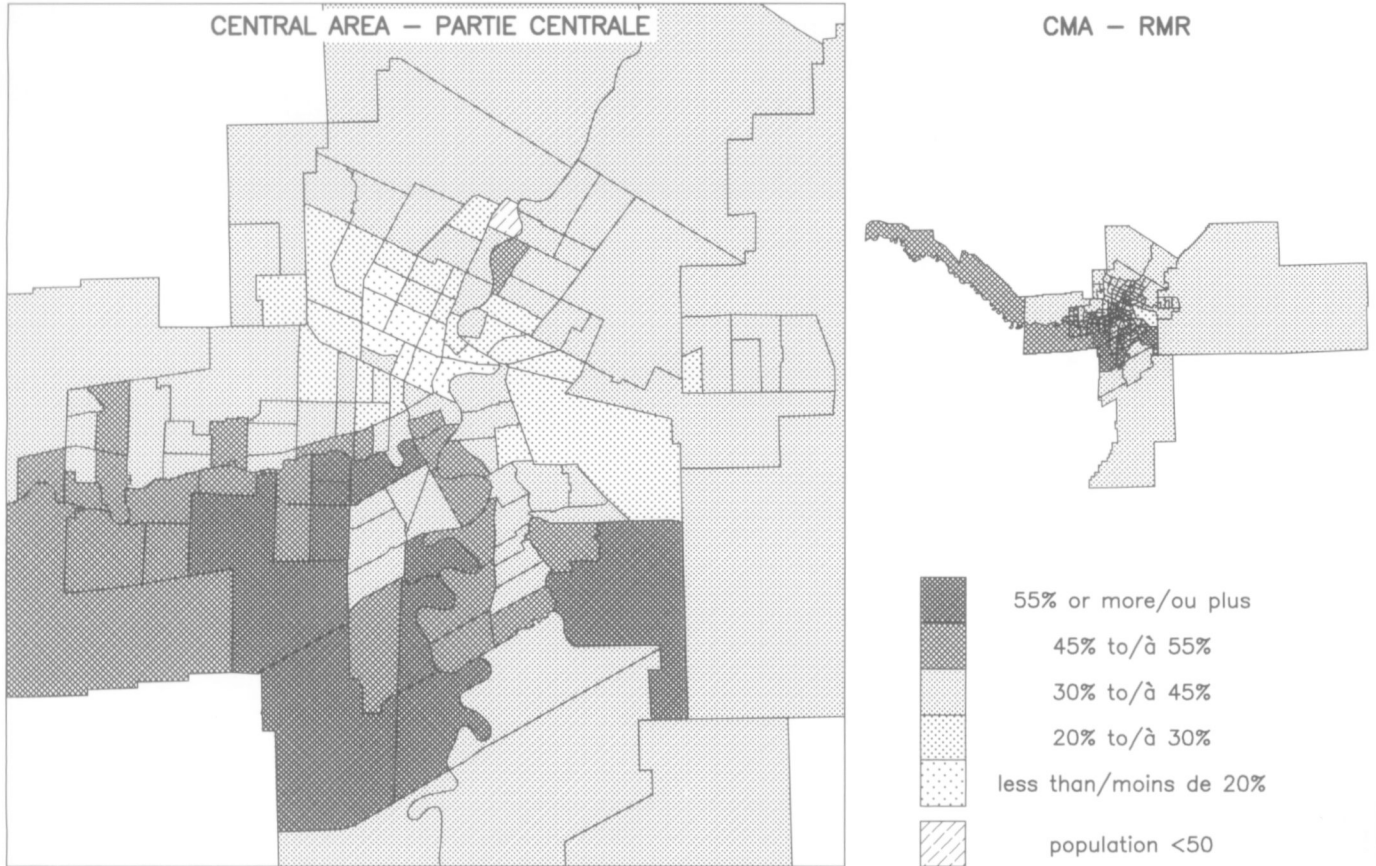 CENTRAL AREA – PARTIE CENTRALE
CMA – RMR
55% or more/ou plus
45% to/à 55%
30% to/à 45%
20% to/à 30%
less than/moins de 20%
population <50